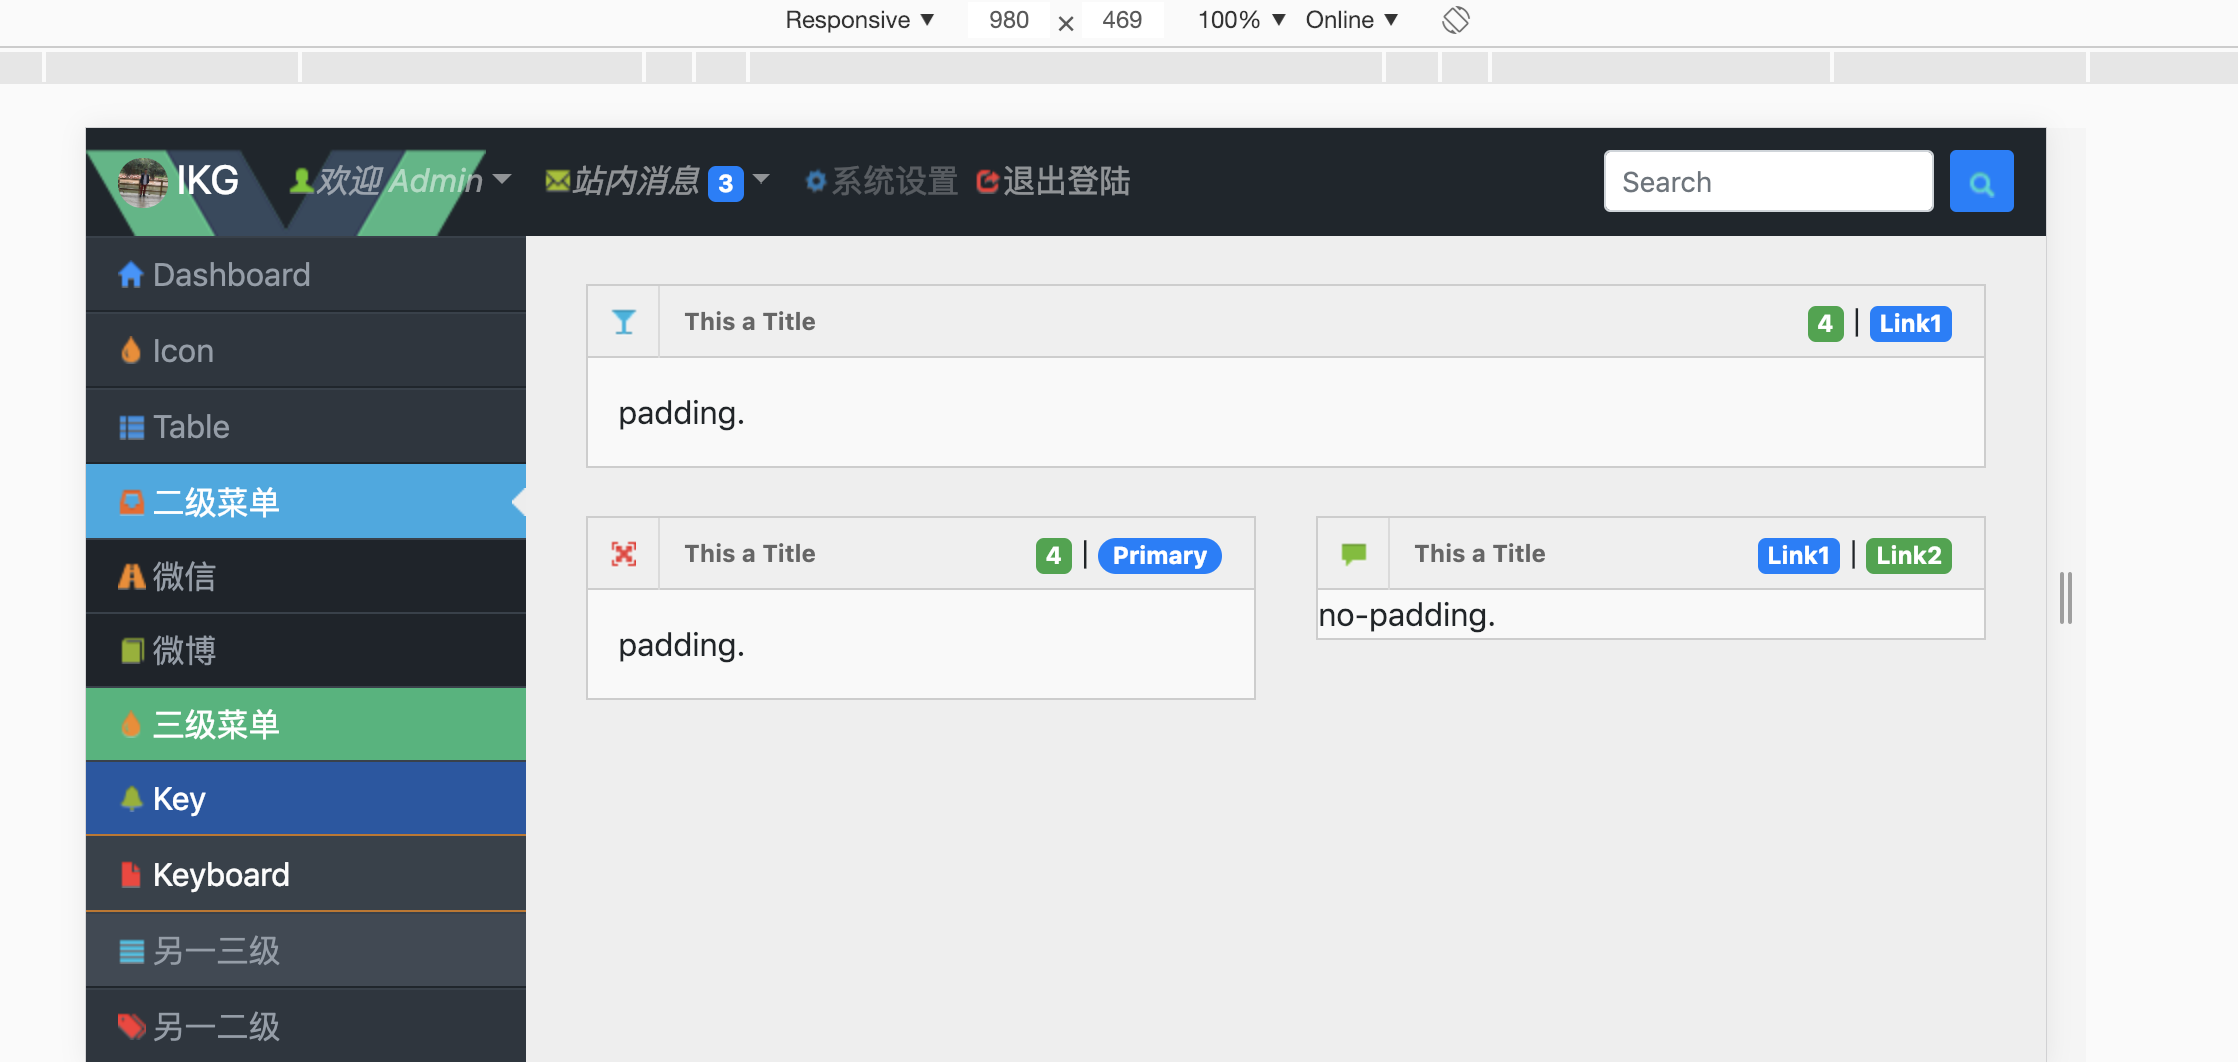 Responsive ▼ 980 × 469 100% ▼ Online ▼
IKG 欢迎 Admin 站内消息 3 系统设置 退出登陆 Search
Dashboard
Icon
Table
二级菜单
微信
微博
三级菜单
Key
Keyboard
另一三级
另一二级
This a Title 4 | Link1
padding.
This a Title 4 | Primary
padding.
This a Title Link1 | Link2
no-padding.